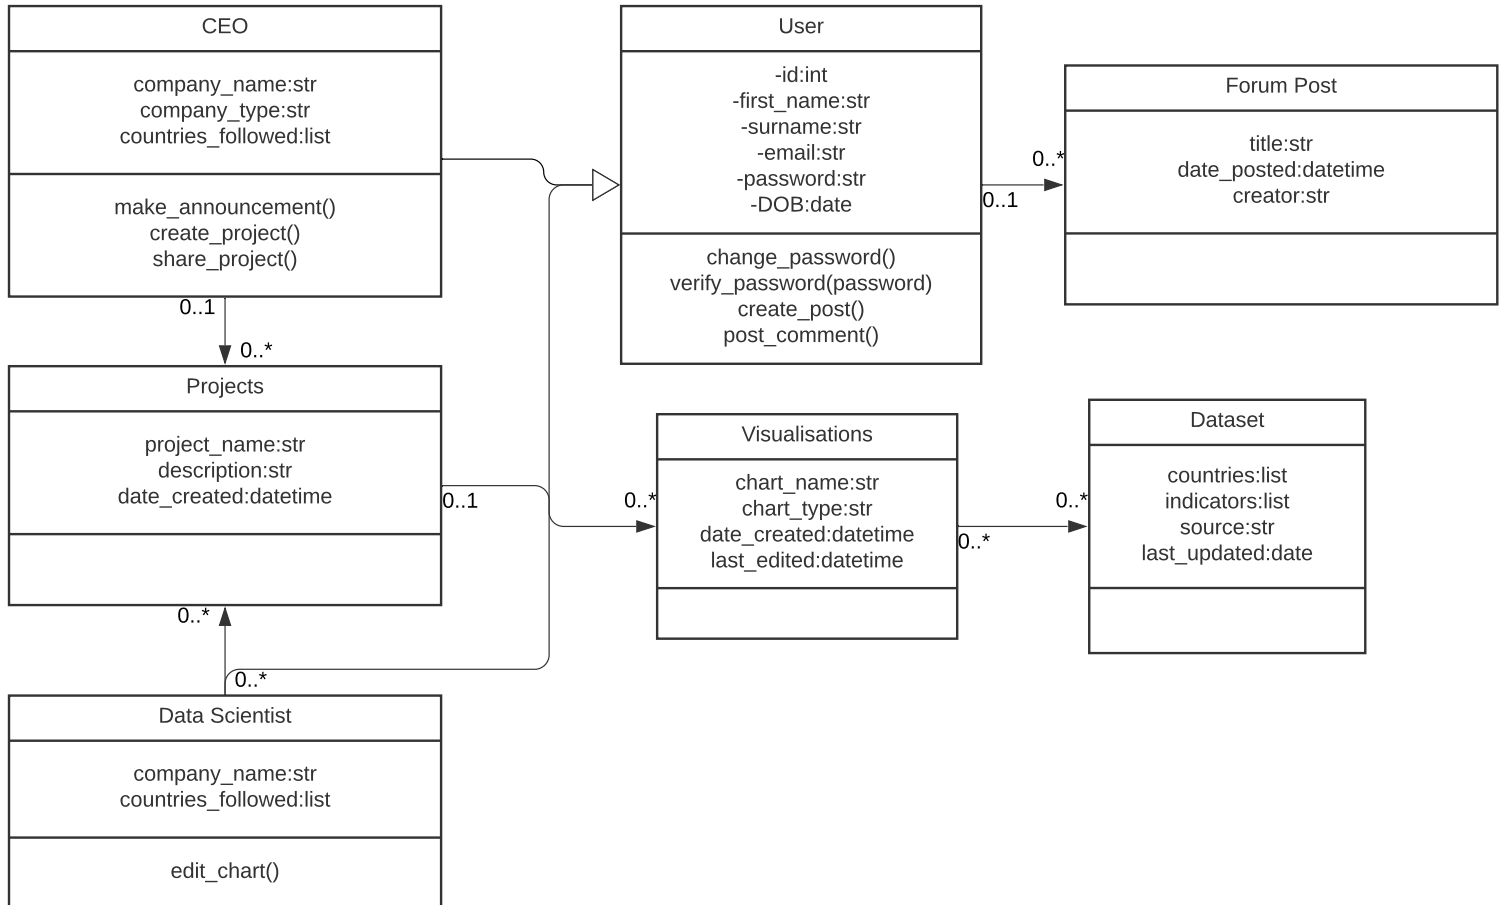 CEO
company_name:str
company_type:str
countries_followed:list
make_announcement()
create_project()
share_project()
0..1
0..*
User
-id:int
-first_name:str
-surname:str
-email:str
-password:str
-DOB:date
change_password()
verify_password(password)
create_post()
post_comment()
0..1
0..*
Forum Post
title:str
date_posted:datetime
creator:str
Projects
project_name:str
description:str
date_created:datetime
0..1
0..*
Visualisations
chart_name:str
chart_type:str
date_created:datetime
last_edited:datetime
0..*
0..*
Dataset
countries:list
indicators:list
source:str
last_updated:date
0..*
0..*
Data Scientist
company_name:str
countries_followed:list
edit_chart()